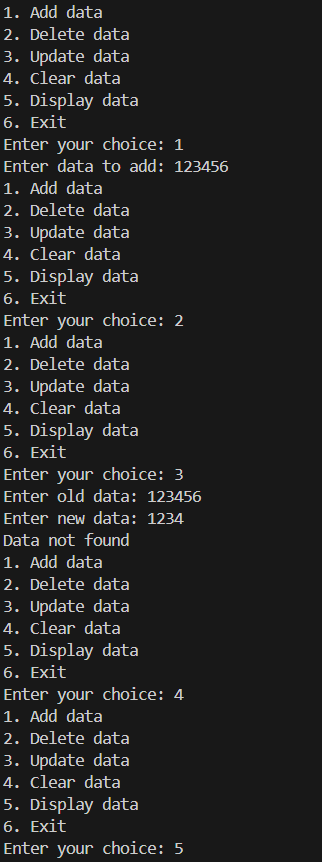 1. Add data
2. Delete data
3. Update data
4. Clear data
5. Display data
6. Exit
Enter your choice: 1
Enter data to add: 123456
1. Add data
2. Delete data
3. Update data
4. Clear data
5. Display data
6. Exit
Enter your choice: 2
1. Add data
2. Delete data
3. Update data
4. Clear data
5. Display data
6. Exit
Enter your choice: 3
Enter old data: 123456
Enter new data: 1234
Data not found
1. Add data
2. Delete data
3. Update data
4. Clear data
5. Display data
6. Exit
Enter your choice: 4
1. Add data
2. Delete data
3. Update data
4. Clear data
5. Display data
6. Exit
Enter your choice: 5